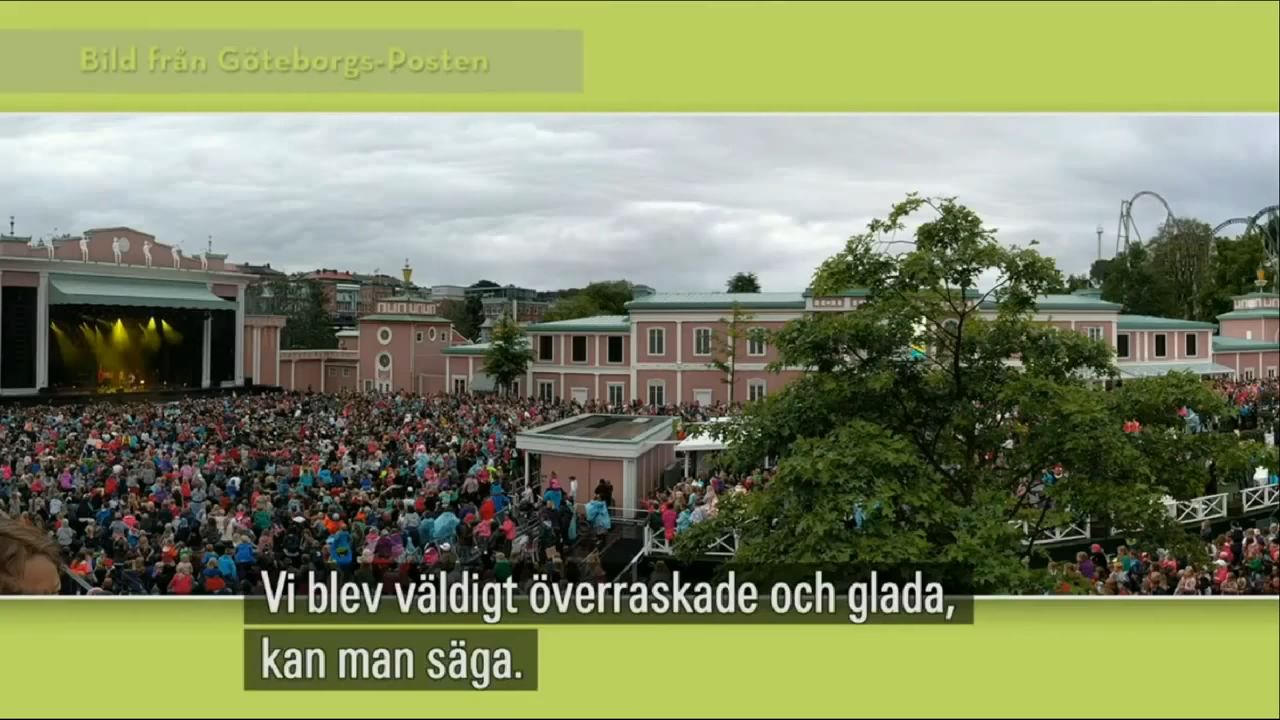 Bild från Göteborgs-Posten
Vi blev väldigt överraskade och glada,
kan man säga.